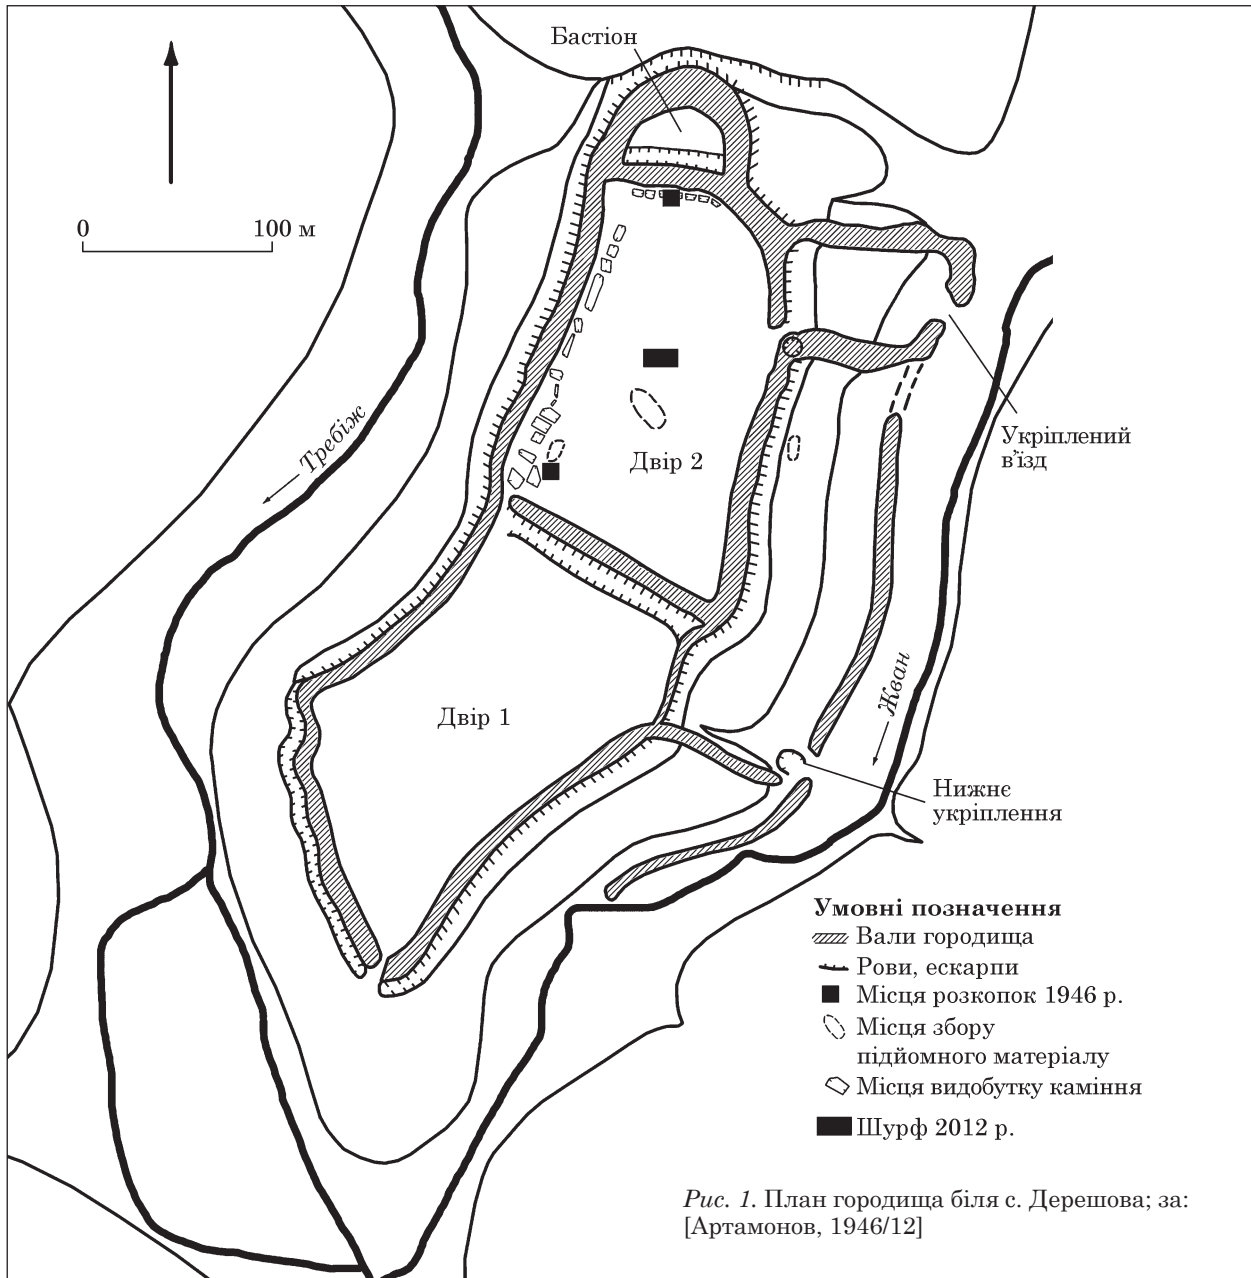 Бастіон
0 100 м
Требіж
Укріплений
в'їзд
Двір 2
Двір 1
Жван
Нижнє
укріплення
Умовні позначення
Вали городища
Рови, ескарпи
Місця розкопок 1946 р.
Місця збору
підйомного матеріалу
Місця видобутку каміння
Шурф 2012 р.
Рис. 1. План городища біля с. Дерешова; за:
[Артамонов, 1946/12]